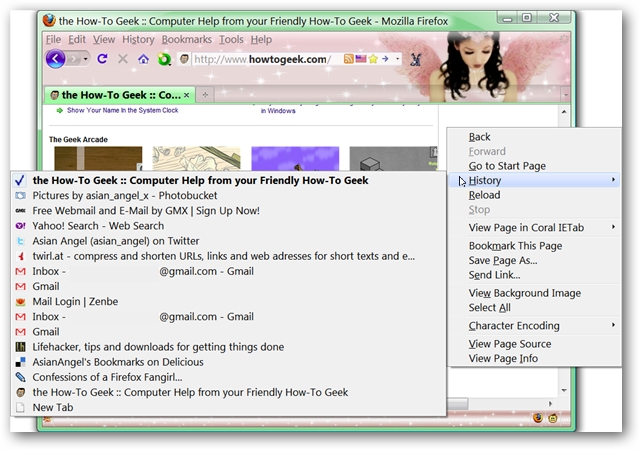 the How-To Geek :: Computer Help from your Friendly How-To Geek - Mozilla Firefox
File Edit View History Bookmarks Tools Help
http://www.howtogeek.com/
the How-To Geek :: Co...
Show Your Name In the System Clock
in Windows
The Geek Arcade
Back
Forward
Go to Start Page
History
Reload
Stop
View Page in Coral IETab
Bookmark This Page
Save Page As...
Send Link...
View Background Image
Select All
Character Encoding
View Page Source
View Page Info
the How-To Geek :: Computer Help from your Friendly How-To Geek
Pictures by asian_angel_x - Photobucket
Free Webmail and E-Mail by GMX | Sign Up Now!
Yahoo! Search - Web Search
Asian Angel (asian_angel) on Twitter
twirl.at - compress and shorten URLs, links and web adresses for short texts and e...
Inbox - @gmail.com - Gmail
Gmail
Mail Login | Zenbe
Inbox - @gmail.com - Gmail
Gmail
Lifehacker, tips and downloads for getting things done
AsianAngel's Bookmarks on Delicious
Confessions of a Firefox Fangirl...
the How-To Geek :: Computer Help from your Friendly How-To Geek
New Tab